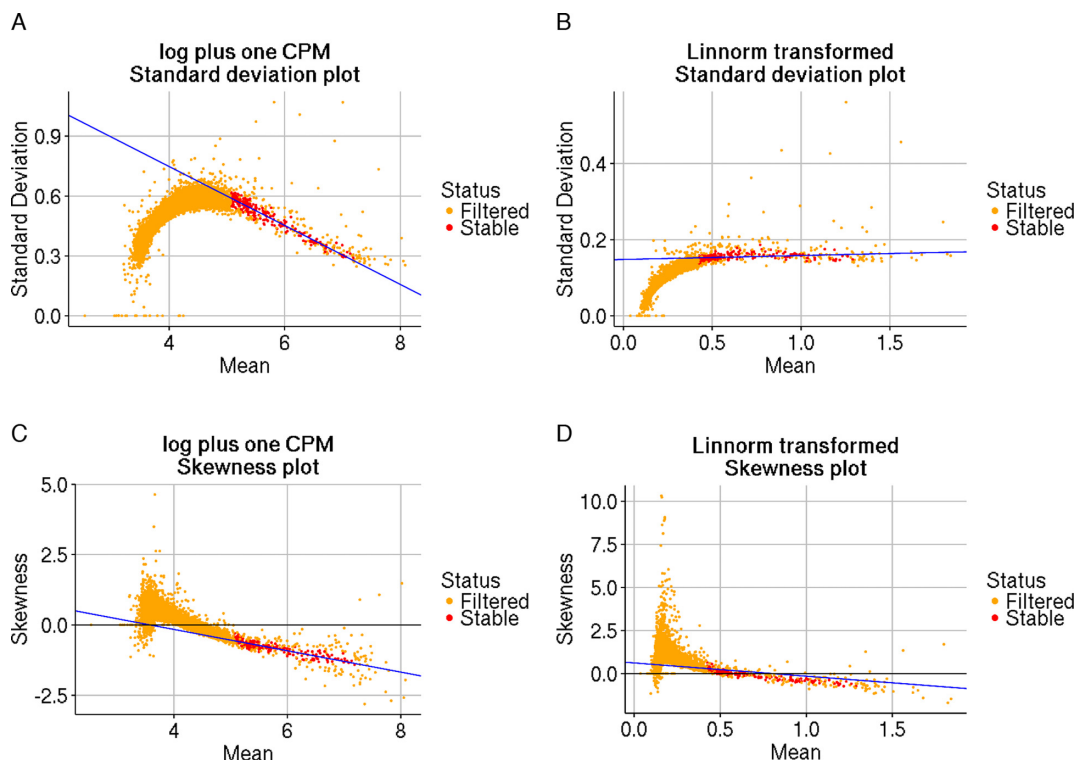 A
log plus one CPM
Standard deviation plot
Standard Deviation
0.9
0.6
0.3
0.0
4
6
8
Mean
Status
Filtered
Stable
B
Linnorm transformed
Standard deviation plot
Standard Deviation
0.4
0.2
0.0
0.0
0.5
1.0
1.5
Mean
Status
Filtered
Stable
C
log plus one CPM
Skewness plot
Skewness
5.0
2.5
0.0
-2.5
4
6
8
Mean
Status
Filtered
Stable
D
Linnorm transformed
Skewness plot
Skewness
10.0
7.5
5.0
2.5
0.0
0.0
0.5
1.0
1.5
Mean
Status
Filtered
Stable